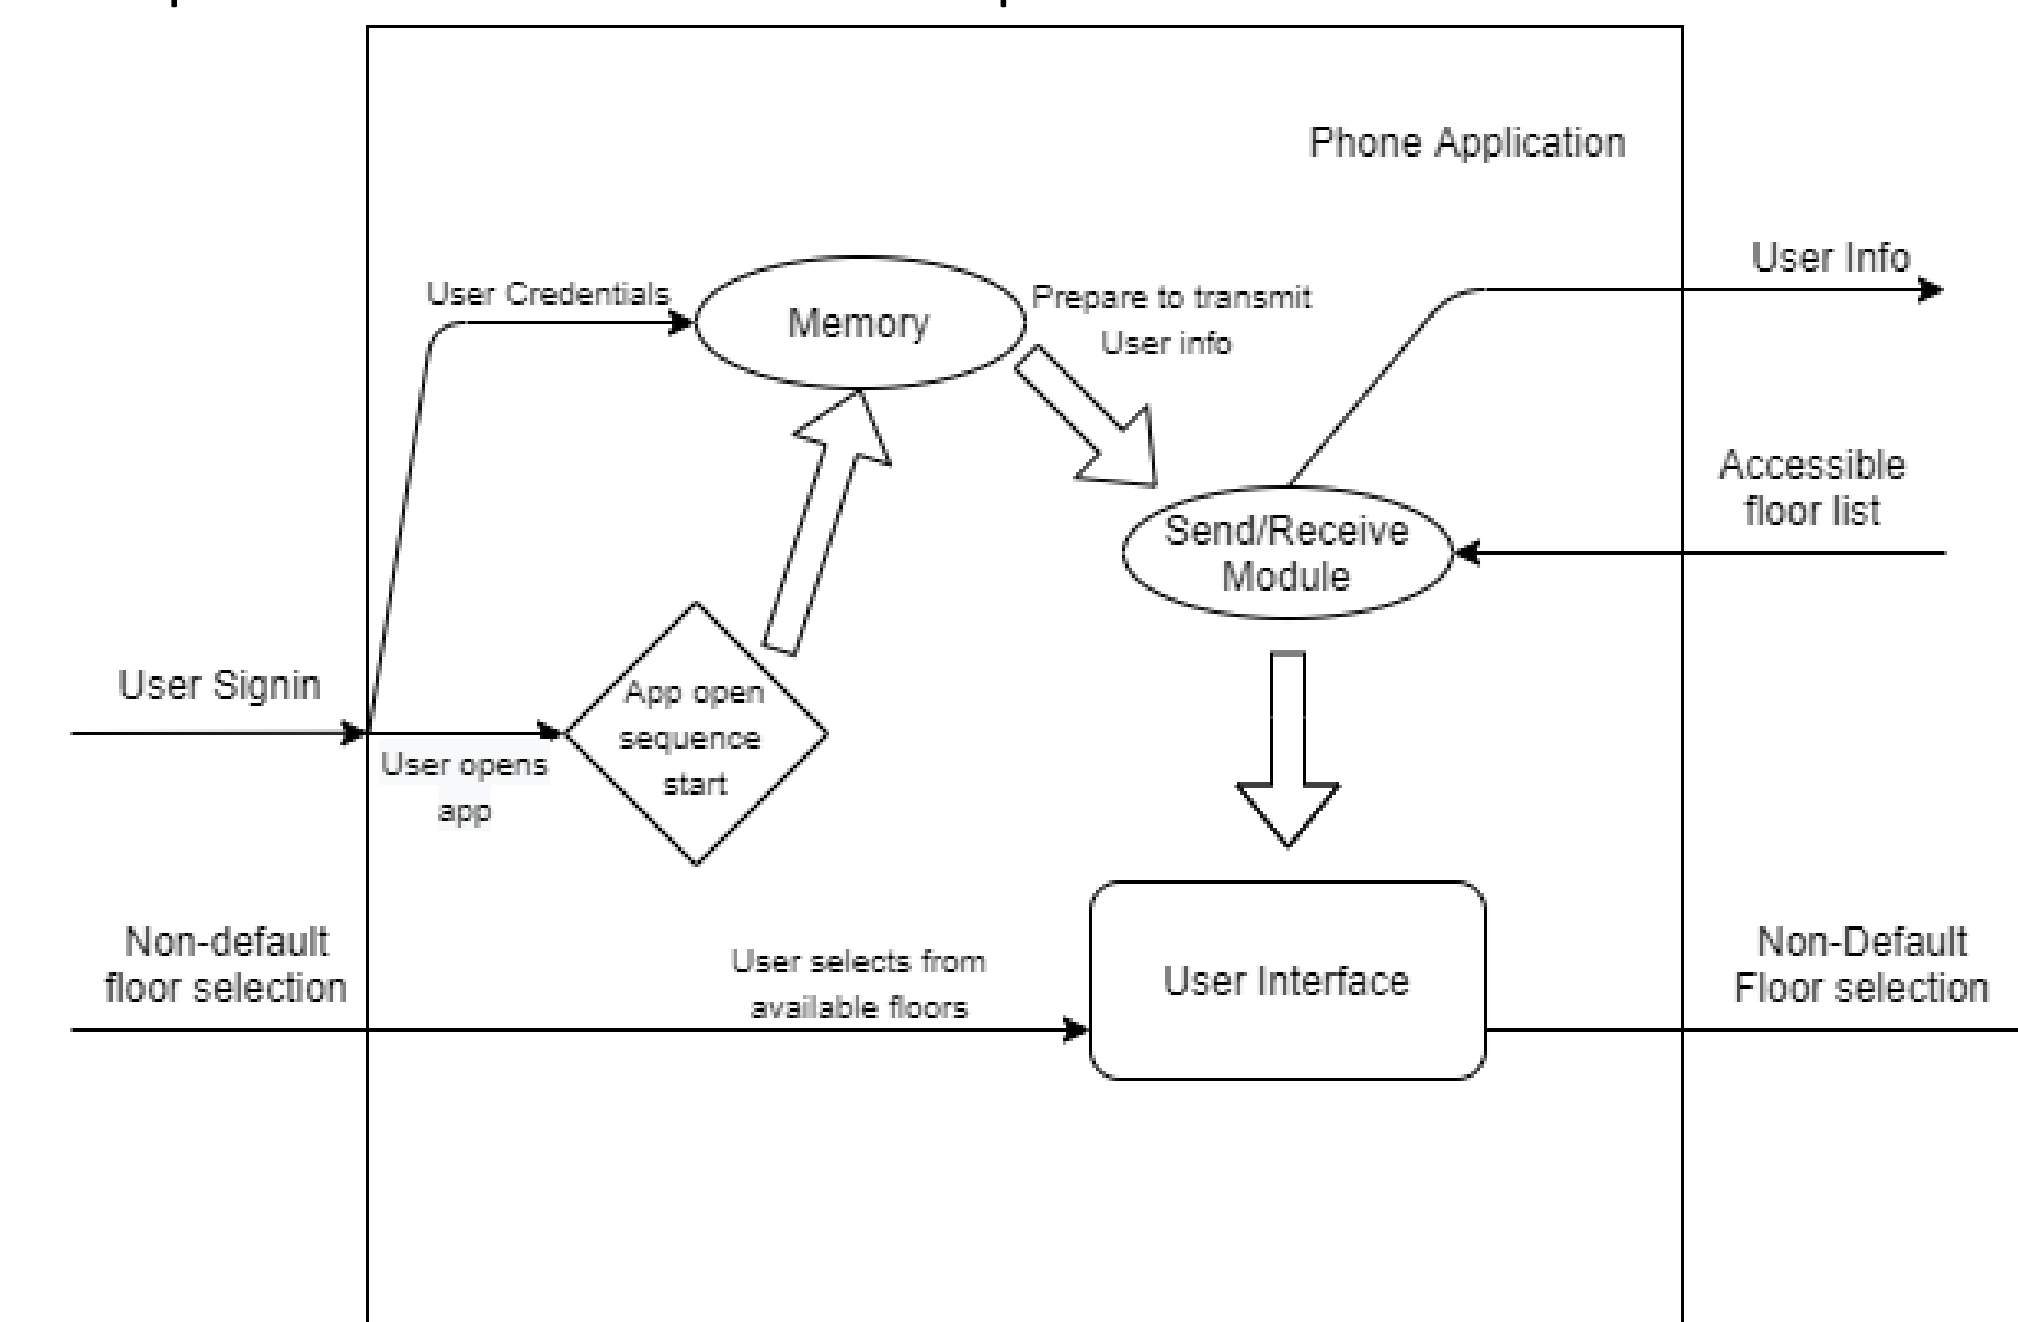 Phone Application
User Info
User Credentials
Memory
Prepare to transmit
User info
Accessible
floor list
Send/Receive
Module
User Signin
App open
sequence
start
User opens
app
Non-default
floor selection
User selects from
available floors
User Interface
Non-Default
Floor selection